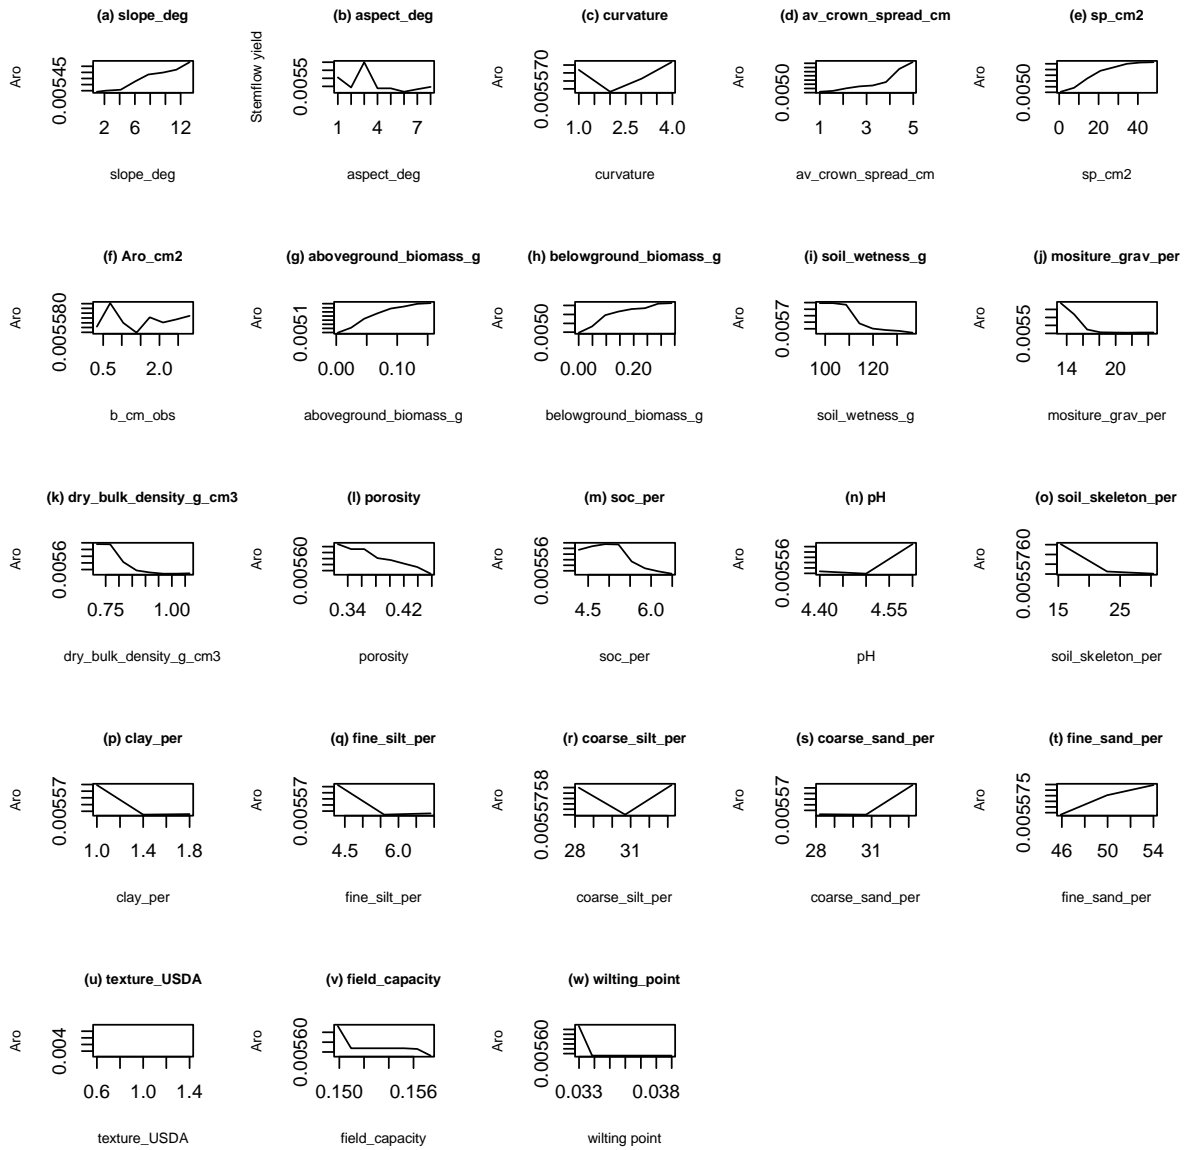 (a) slope_deg
Aro
0.00545
2 6 12
slope_deg
(b) aspect_deg
Stemflow yield
0.0055
1 4 7
aspect_deg
(c) curvature
Aro
0.005570
1.0 2.5 4.0
curvature
(d) av_crown_spread_cm
Aro
0.0050
1 3 5
av_crown_spread_cm
(e) sp_cm2
Aro
0.0050
0 20 40
sp_cm2
(f) Aro_cm2
Aro
0.005580
0.5 2.0
b_cm_obs
(g) aboveground_biomass_g
Aro
0.0051
0.00 0.10
aboveground_biomass_g
(h) belowground_biomass_g
Aro
0.0050
0.00 0.20
belowground_biomass_g
(i) soil_wetness_g
Aro
0.0057
100 120
soil_wetness_g
(j) mositure_grav_per
Aro
0.0055
14 20
mositure_grav_per
(k) dry_bulk_density_g_cm3
Aro
0.0056
0.75 1.00
dry_bulk_density_g_cm3
(l) porosity
Aro
0.00560
0.34 0.42
porosity
(m) soc_per
Aro
0.00556
4.5 6.0
soc_per
(n) pH
Aro
0.00556
4.40 4.55
pH
(o) soil_skeleton_per
Aro
0.0055760
15 25
soil_skeleton_per
(p) clay_per
Aro
0.00557
1.0 1.4 1.8
clay_per
(q) fine_silt_per
Aro
0.00557
4.5 6.0
fine_silt_per
(r) coarse_silt_per
Aro
0.005758
28 31
coarse_silt_per
(s) coarse_sand_per
Aro
0.00557
28 31
coarse_sand_per
(t) fine_sand_per
Aro
0.005575
46 50 54
fine_sand_per
(u) texture_USDA
Aro
0.004
0.6 1.0 1.4
texture_USDA
(v) field_capacity
Aro
0.00560
0.150 0.156
field_capacity
(w) wilting_point
Aro
0.00560
0.033 0.038
wilting point